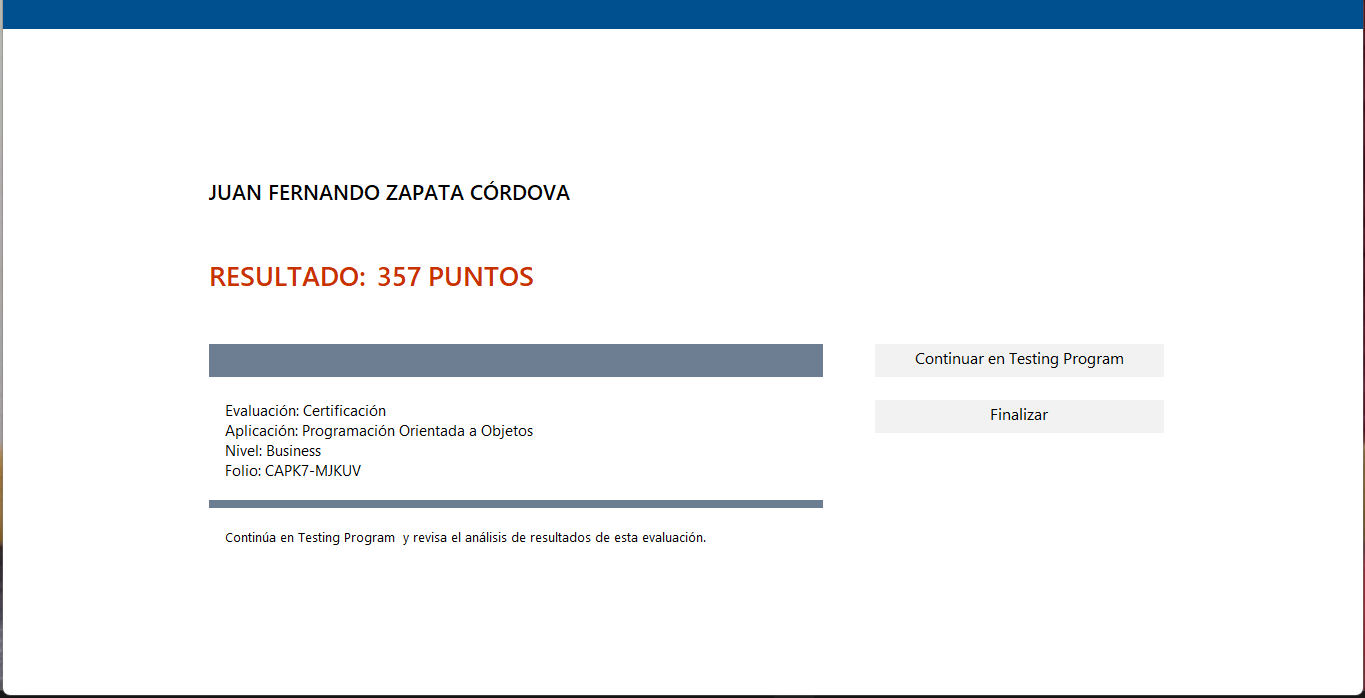 JUAN FERNANDO ZAPATA CÓRDOVA
RESULTADO: 357 PUNTOS
Continuar en Testing Program
Evaluación: Certificación
Finalizar
Aplicación: Programación Orientada a Objetos
Nivel: Business
Folio: CAPK7-MJKUV
Continúa en Testing Program y revisa el análisis de resultados de esta evaluación.